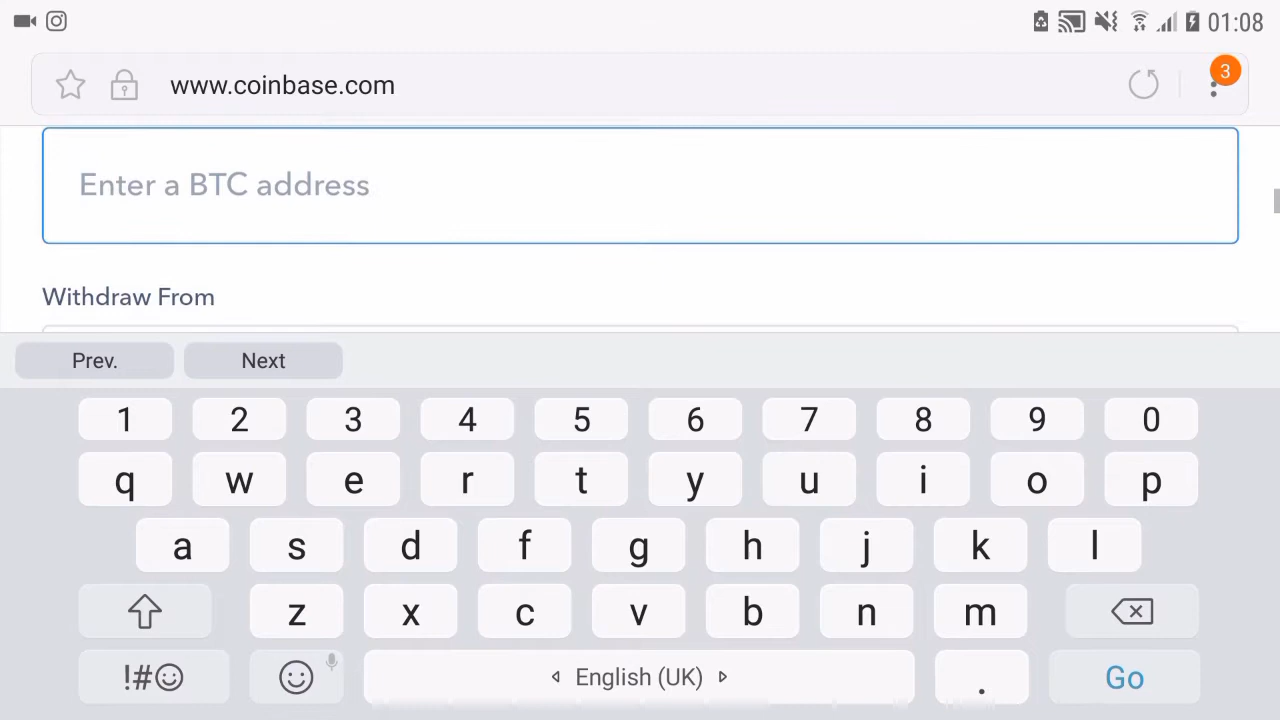 01:08
www.coinbase.com
3
Enter a BTC address
Withdraw From
Prev. Next
1 2 3 4 5 6 7 8 9 0
q w e r t y u i o p
a s d f g h j k l
z x c v b n m
!#☺ English (UK) . Go